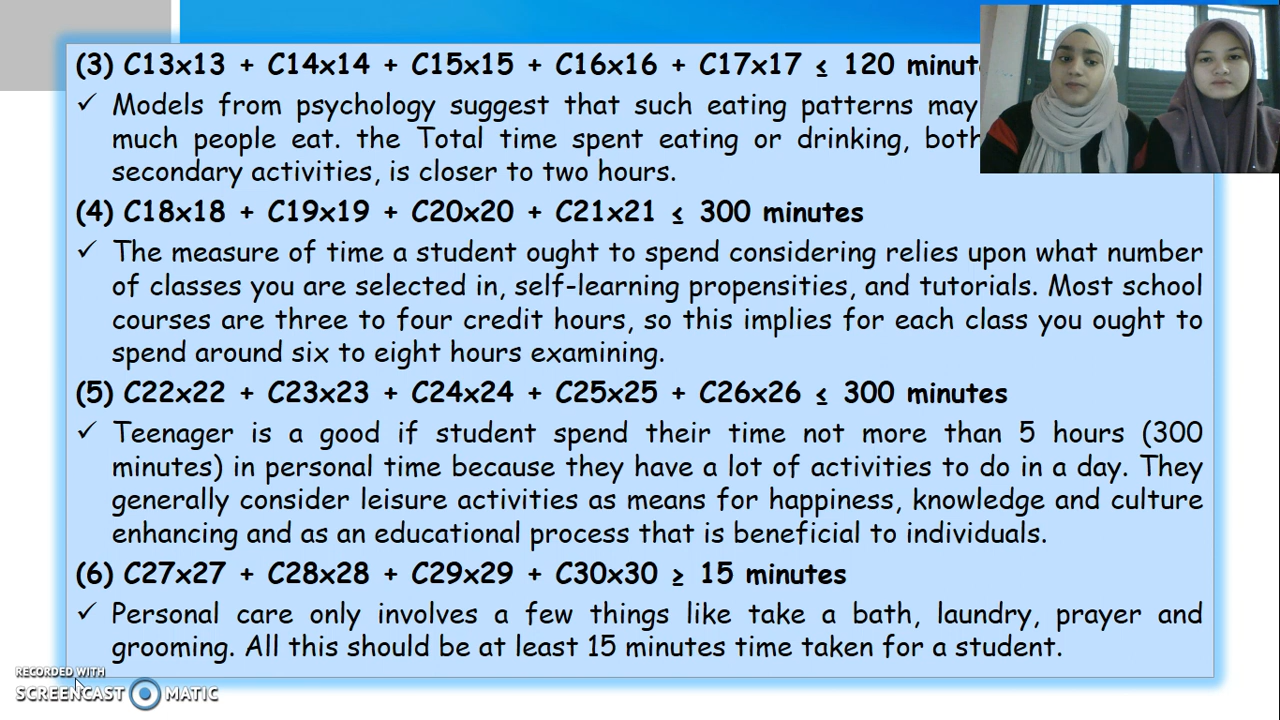 (3) C13x13 + C14x14 + C15x15 + C16x16 + C17x17 ≤ 120
✓ Models from psychology suggest that such eating patterns may
much people eat. the Total time spent eating or drinking, both
secondary activities, is closer to two hours.
(4) C18x18 + C19x19 + C20x20 + C21x21 ≤ 300 minutes
✓ The measure of time a student ought to spend considering relies upon what number
of classes you are selected in, self-learning propensities, and tutorials. Most school
courses are three to four credit hours, so this implies for each class you ought to
spend around six to eight hours examining.
(5) C22x22 + C23x23 + C24x24 + C25x25 + C26x26 ≤ 300 minutes
✓ Teenager is a good if student spend their time not more than 5 hours (300
minutes) in personal time because they have a lot of activities to do in a day. They
generally consider leisure activities as means for happiness, knowledge and culture
enhancing and as an educational process that is beneficial to individuals.
(6) C27x27 + C28x28 + C29x29 + C30x30 ≥ 15 minutes
✓ Personal care only involves a few things like take a bath, laundry, prayer and
grooming. All this should be at least 15 minutes time taken for a student.
RECORDED WITH
SCREENCAST MATIC